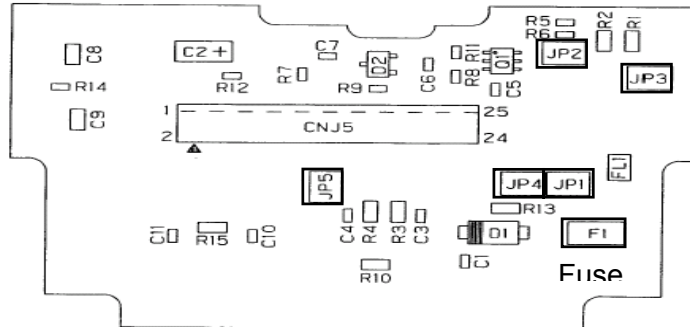 R5 R2 R1
R6
C8 C2+ C7 D2 R11 Q1 JP2
R14 R12 R7 R9 C6 R8 C5 JP3
C9
1 25
CNJ5
2 24
FL1
JP5 JP4 JP1
C4 R4 R3 C3 R13
C11 R15 C10 D1 F1
R10 C1 Fuse